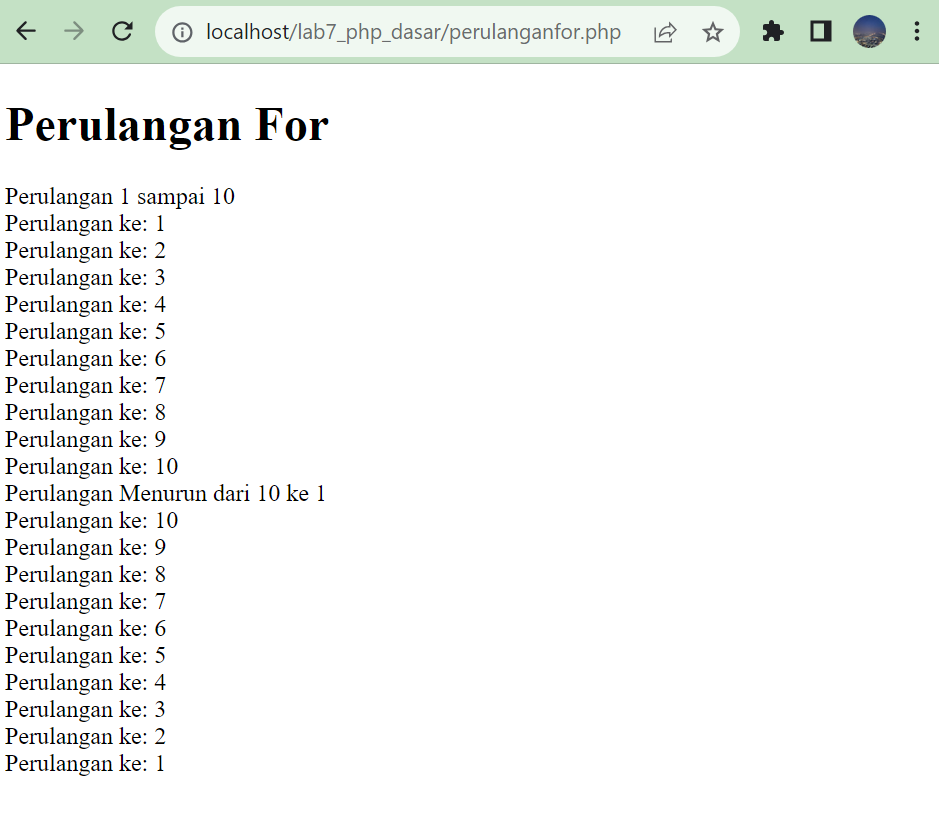 localhost/lab7_php_dasar/perulanganfor.php
Perulangan For
Perulangan 1 sampai 10
Perulangan ke: 1
Perulangan ke: 2
Perulangan ke: 3
Perulangan ke: 4
Perulangan ke: 5
Perulangan ke: 6
Perulangan ke: 7
Perulangan ke: 8
Perulangan ke: 9
Perulangan ke: 10
Perulangan Menurun dari 10 ke 1
Perulangan ke: 10
Perulangan ke: 9
Perulangan ke: 8
Perulangan ke: 7
Perulangan ke: 6
Perulangan ke: 5
Perulangan ke: 4
Perulangan ke: 3
Perulangan ke: 2
Perulangan ke: 1